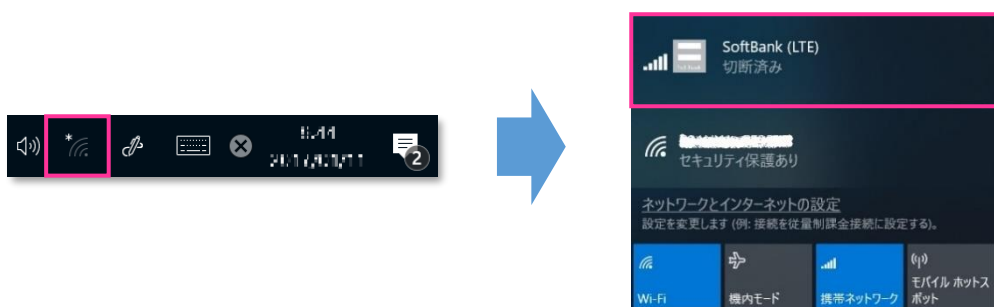 2
SoftBank (LTE)
切断済み
セキュリティ保護あり
ネットワークとインターネットの設定
設定を変更します (例: 接続を従量制課金接続に設定する)。
Wi-Fi
機内モード
携帯ネットワーク
モバイル ホットス
ポット